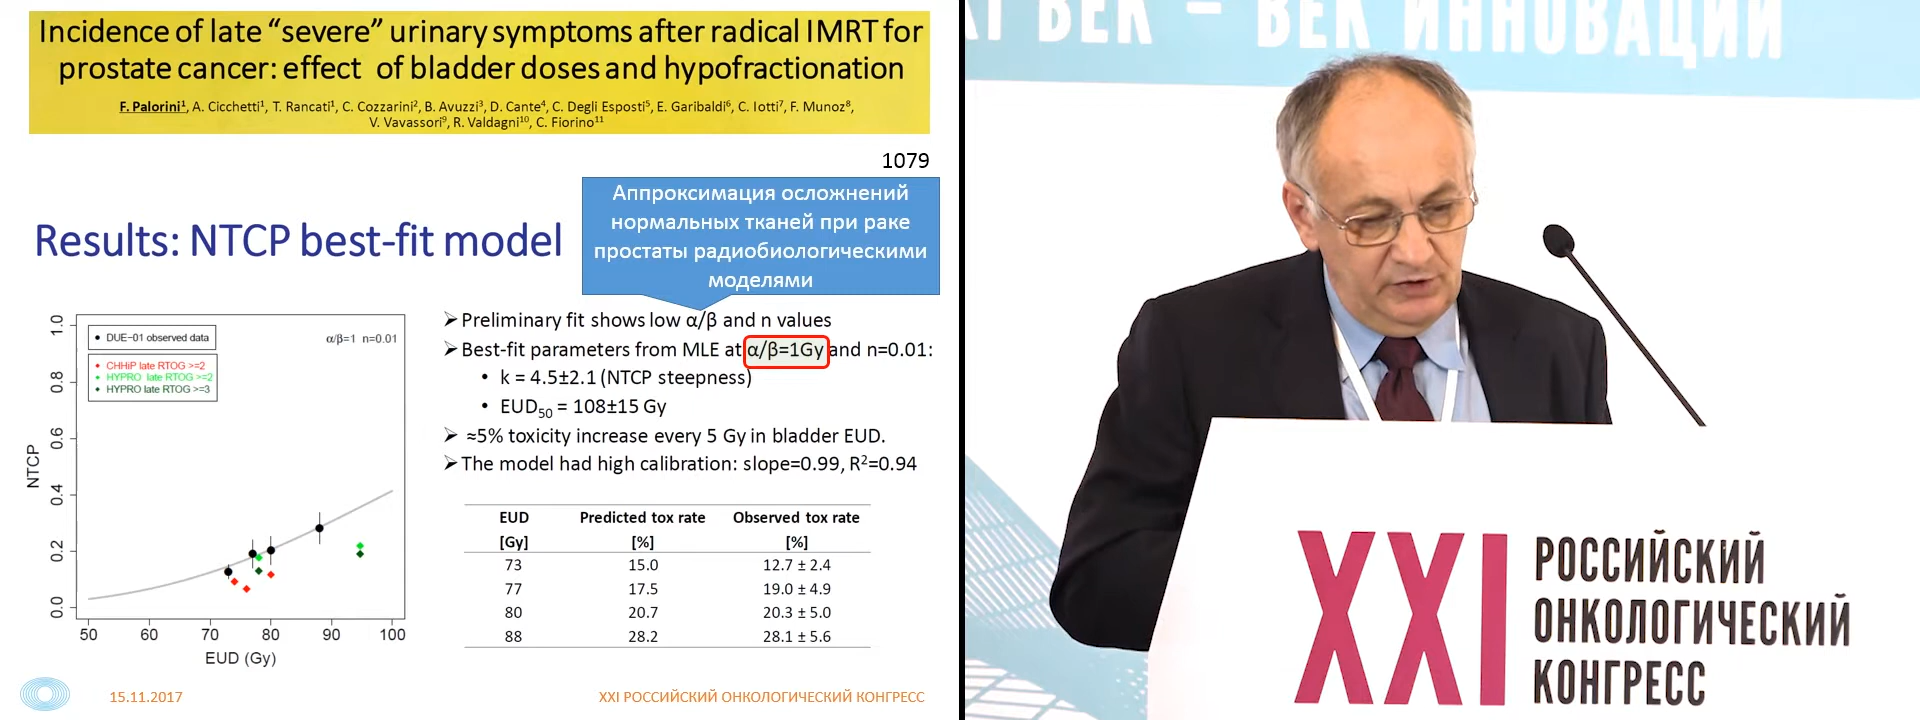 Incidence of late “severe” urinary symptoms after radical IMRT for
prostate cancer: effect of bladder doses and hypofractionation
F. Palorini¹, A. Cicchetti¹, T. Rancati¹, C. Cozzarini², B. Avuzzi³, D. Cante⁴, C. Degli Esposti⁵, E. Garibaldi⁶, C. Iotti⁷, F. Munoz⁸,
V. Vavassori⁹, R. Valdagni¹⁰, C. Fiorino¹¹
1079
Аппроксимация осложнений
нормальных тканей при раке
простаты радиобиологическими
моделями
Results: NTCP best-fit model
➢ Preliminary fit shows low α/β and n values
➢ Best-fit parameters from MLE at α/β=1Gy and n=0.01:
• k = 4.5±2.1 (NTCP steepness)
• EUD₅₀ = 108±15 Gy
➢ ≈5% toxicity increase every 5 Gy in bladder EUD.
➢ The model had high calibration: slope=0.99, R²=0.94
DUE−01 observed data
α/β=1 n=0.01
CHHiP late RTOG >=2
HYPRO late RTOG >=2
HYPRO late RTOG >=3
NTCP
1.0
0.8
0.6
0.4
0.2
0.0
50 60 70 80 90 100
EUD (Gy)
EUD Predicted tox rate Observed tox rate
[Gy] [%] [%]
73 15.0 12.7 ± 2.4
77 17.5 19.0 ± 4.9
80 20.7 20.3 ± 5.0
88 28.2 28.1 ± 5.6
15.11.2017
XXI РОССИЙСКИЙ ОНКОЛОГИЧЕСКИЙ КОНГРЕСС
XXI ВЕК – ВЕК ИННОВАЦИЙ
XXI
РОССИЙСКИЙ
ОНКОЛОГИЧЕСКИЙ
КОНГРЕСС